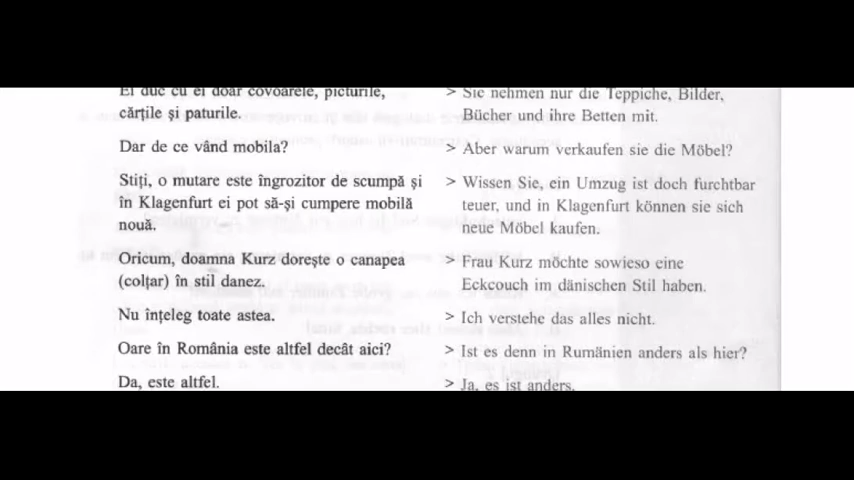 Ei duc cu ei doar covoarele, picturile,
cărțile și paturile.
Dar de ce vând mobila?
Stiți, o mutare este îngrozitor de scumpă și
în Klagenfurt ei pot să-și cumpere mobilă
nouă.
Oricum, doamna Kurz dorește o canapea
(colțar) în stil danez.
Nu înțeleg toate astea.
Oare în România este altfel decât aici?
Da, este altfel.
> Sie nehmen nur die Teppiche, Bilder,
Bücher und ihre Betten mit.
> Aber warum verkaufen sie die Möbel?
> Wissen Sie, ein Umzug ist doch furchtbar
teuer, und in Klagenfurt können sie sich
neue Möbel kaufen.
> Frau Kurz möchte sowieso eine
Eckcouch im dänischen Stil haben.
> Ich verstehe das alles nicht.
> Ist es denn in Rumänien anders als hier?
> Ja, es ist anders.